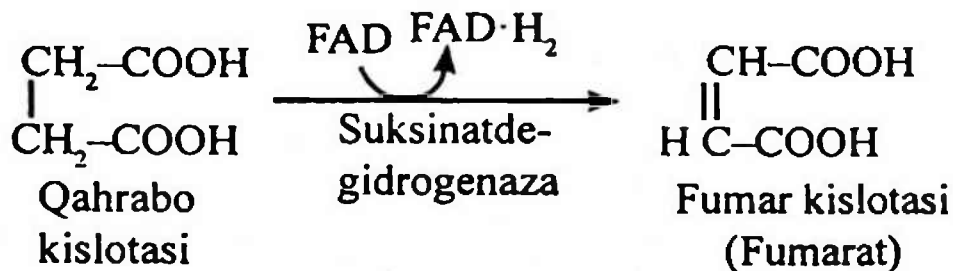 FAD FAD·H₂
CH₂–COOH
CH₂–COOH
Qahrabo
kislotasi
Suksinatde-
gidrogenaza
CH–COOH
||
H C–COOH
Fumar kislotasi
(Fumarat)